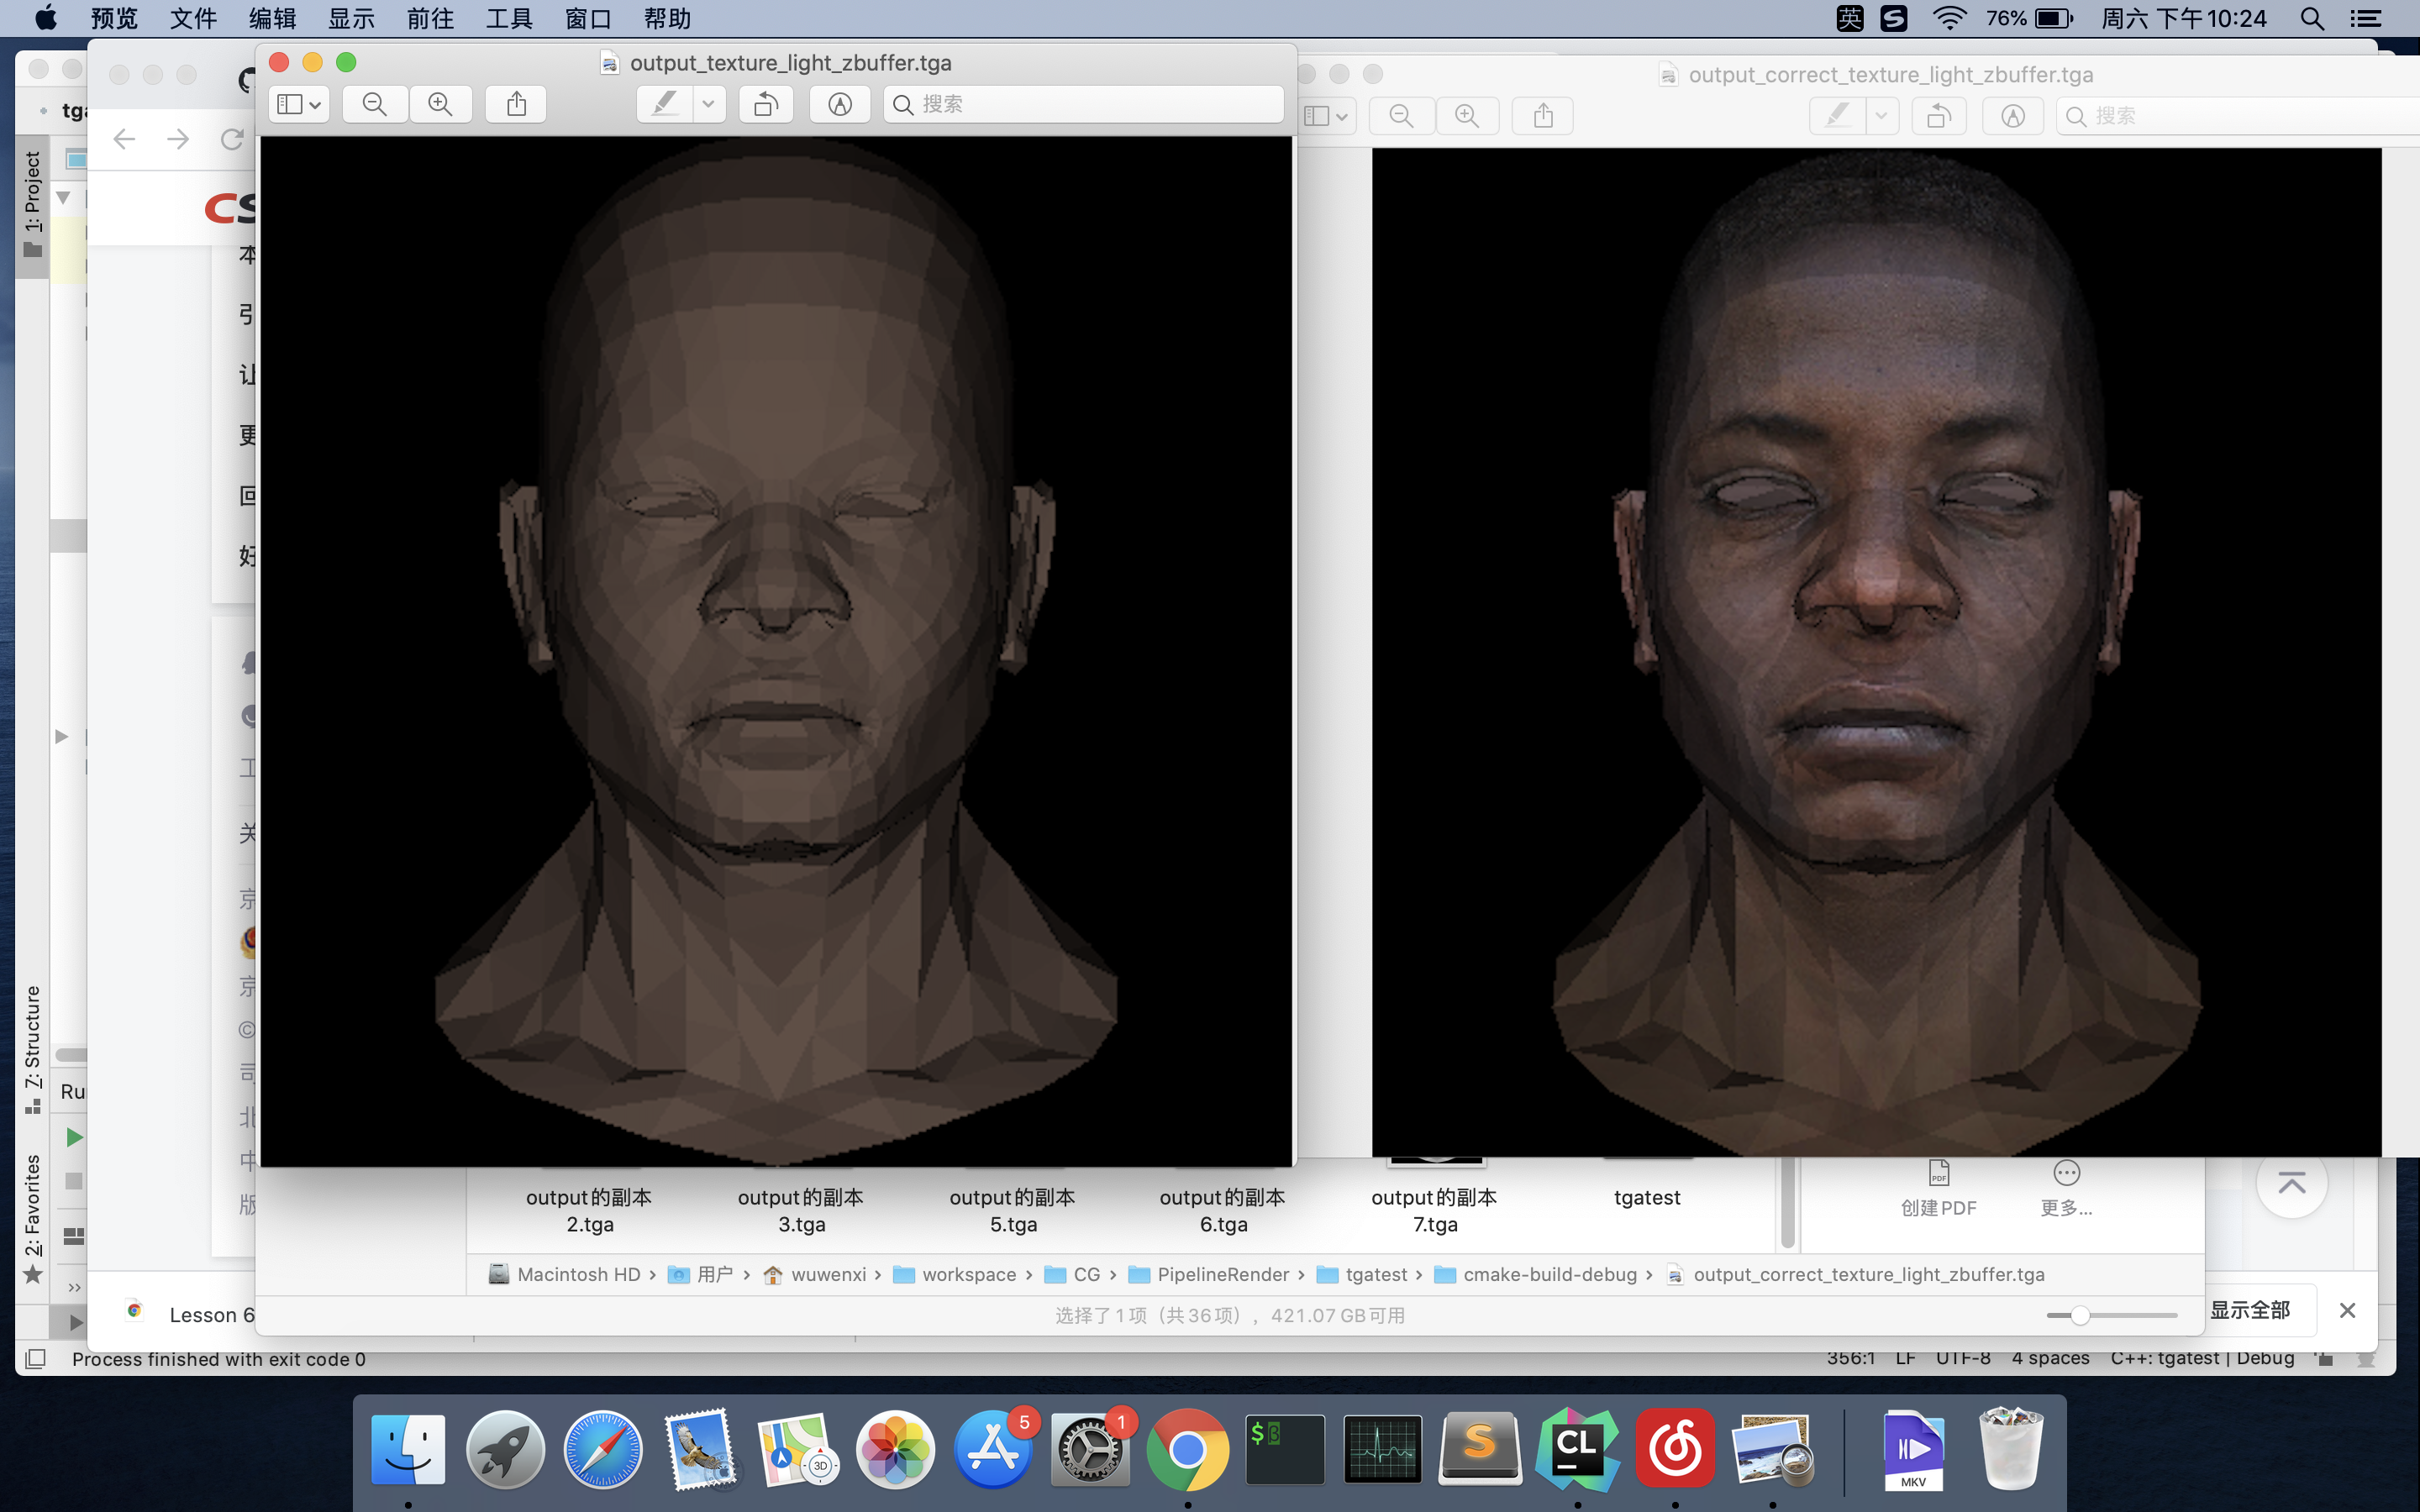 预览 文件 编辑 显示 前往 工具 窗口 帮助
英 76% 周六 下午10:24
output_texture_light_zbuffer.tga
搜索
output_correct_texture_light_zbuffer.tga
搜索
tga
1: Project
CS
本
引
让
更
回
好
工
关
京
京
©
司
北
中
版
7: Structure
2: Favorites
Ru
output的副本
2.tga
output的副本
3.tga
output的副本
5.tga
output的副本
6.tga
output的副本
7.tga
tgatest
PDF
创建PDF
更多...
Macintosh HD › 用户 › wuwenxi › workspace › CG › PipelineRender › tgatest › cmake-build-debug › output_correct_texture_light_zbuffer.tga
选择了1项（共36项），421.07 GB可用
Lesson 6
显示全部
Process finished with exit code 0
356:1 LF UTF-8 4 spaces C++: tgatest | Debug
3D
5
1
$
CL
MKV